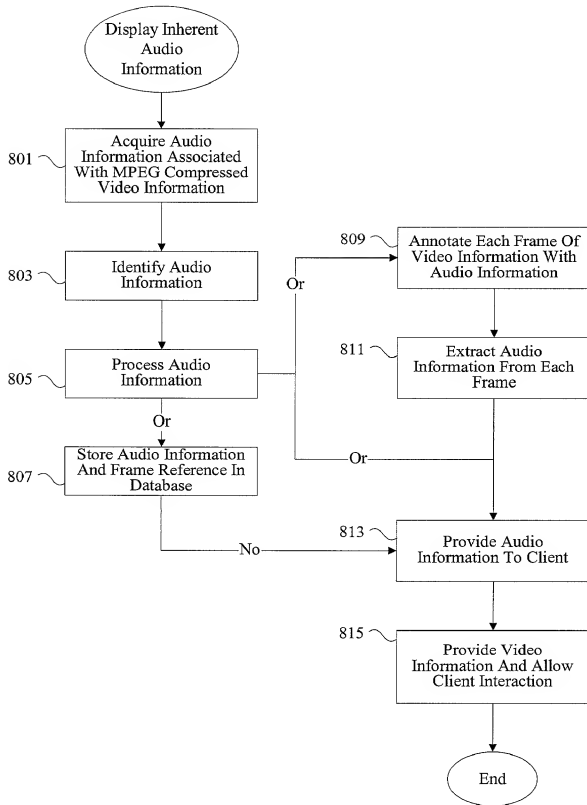 Display Inherent
Audio
Information
801
Acquire Audio
Information Associated
With MPEG Compressed
Video Information
803
Identify Audio
Information
805
Process Audio
Information
Or
807
Store Audio Information
And Frame Reference In
Database
No
Or
Or
809
Annotate Each Frame Of
Video Information With
Audio Information
811
Extract Audio
Information From Each
Frame
813
Provide Audio
Information To Client
815
Provide Video
Information And Allow
Client Interaction
End